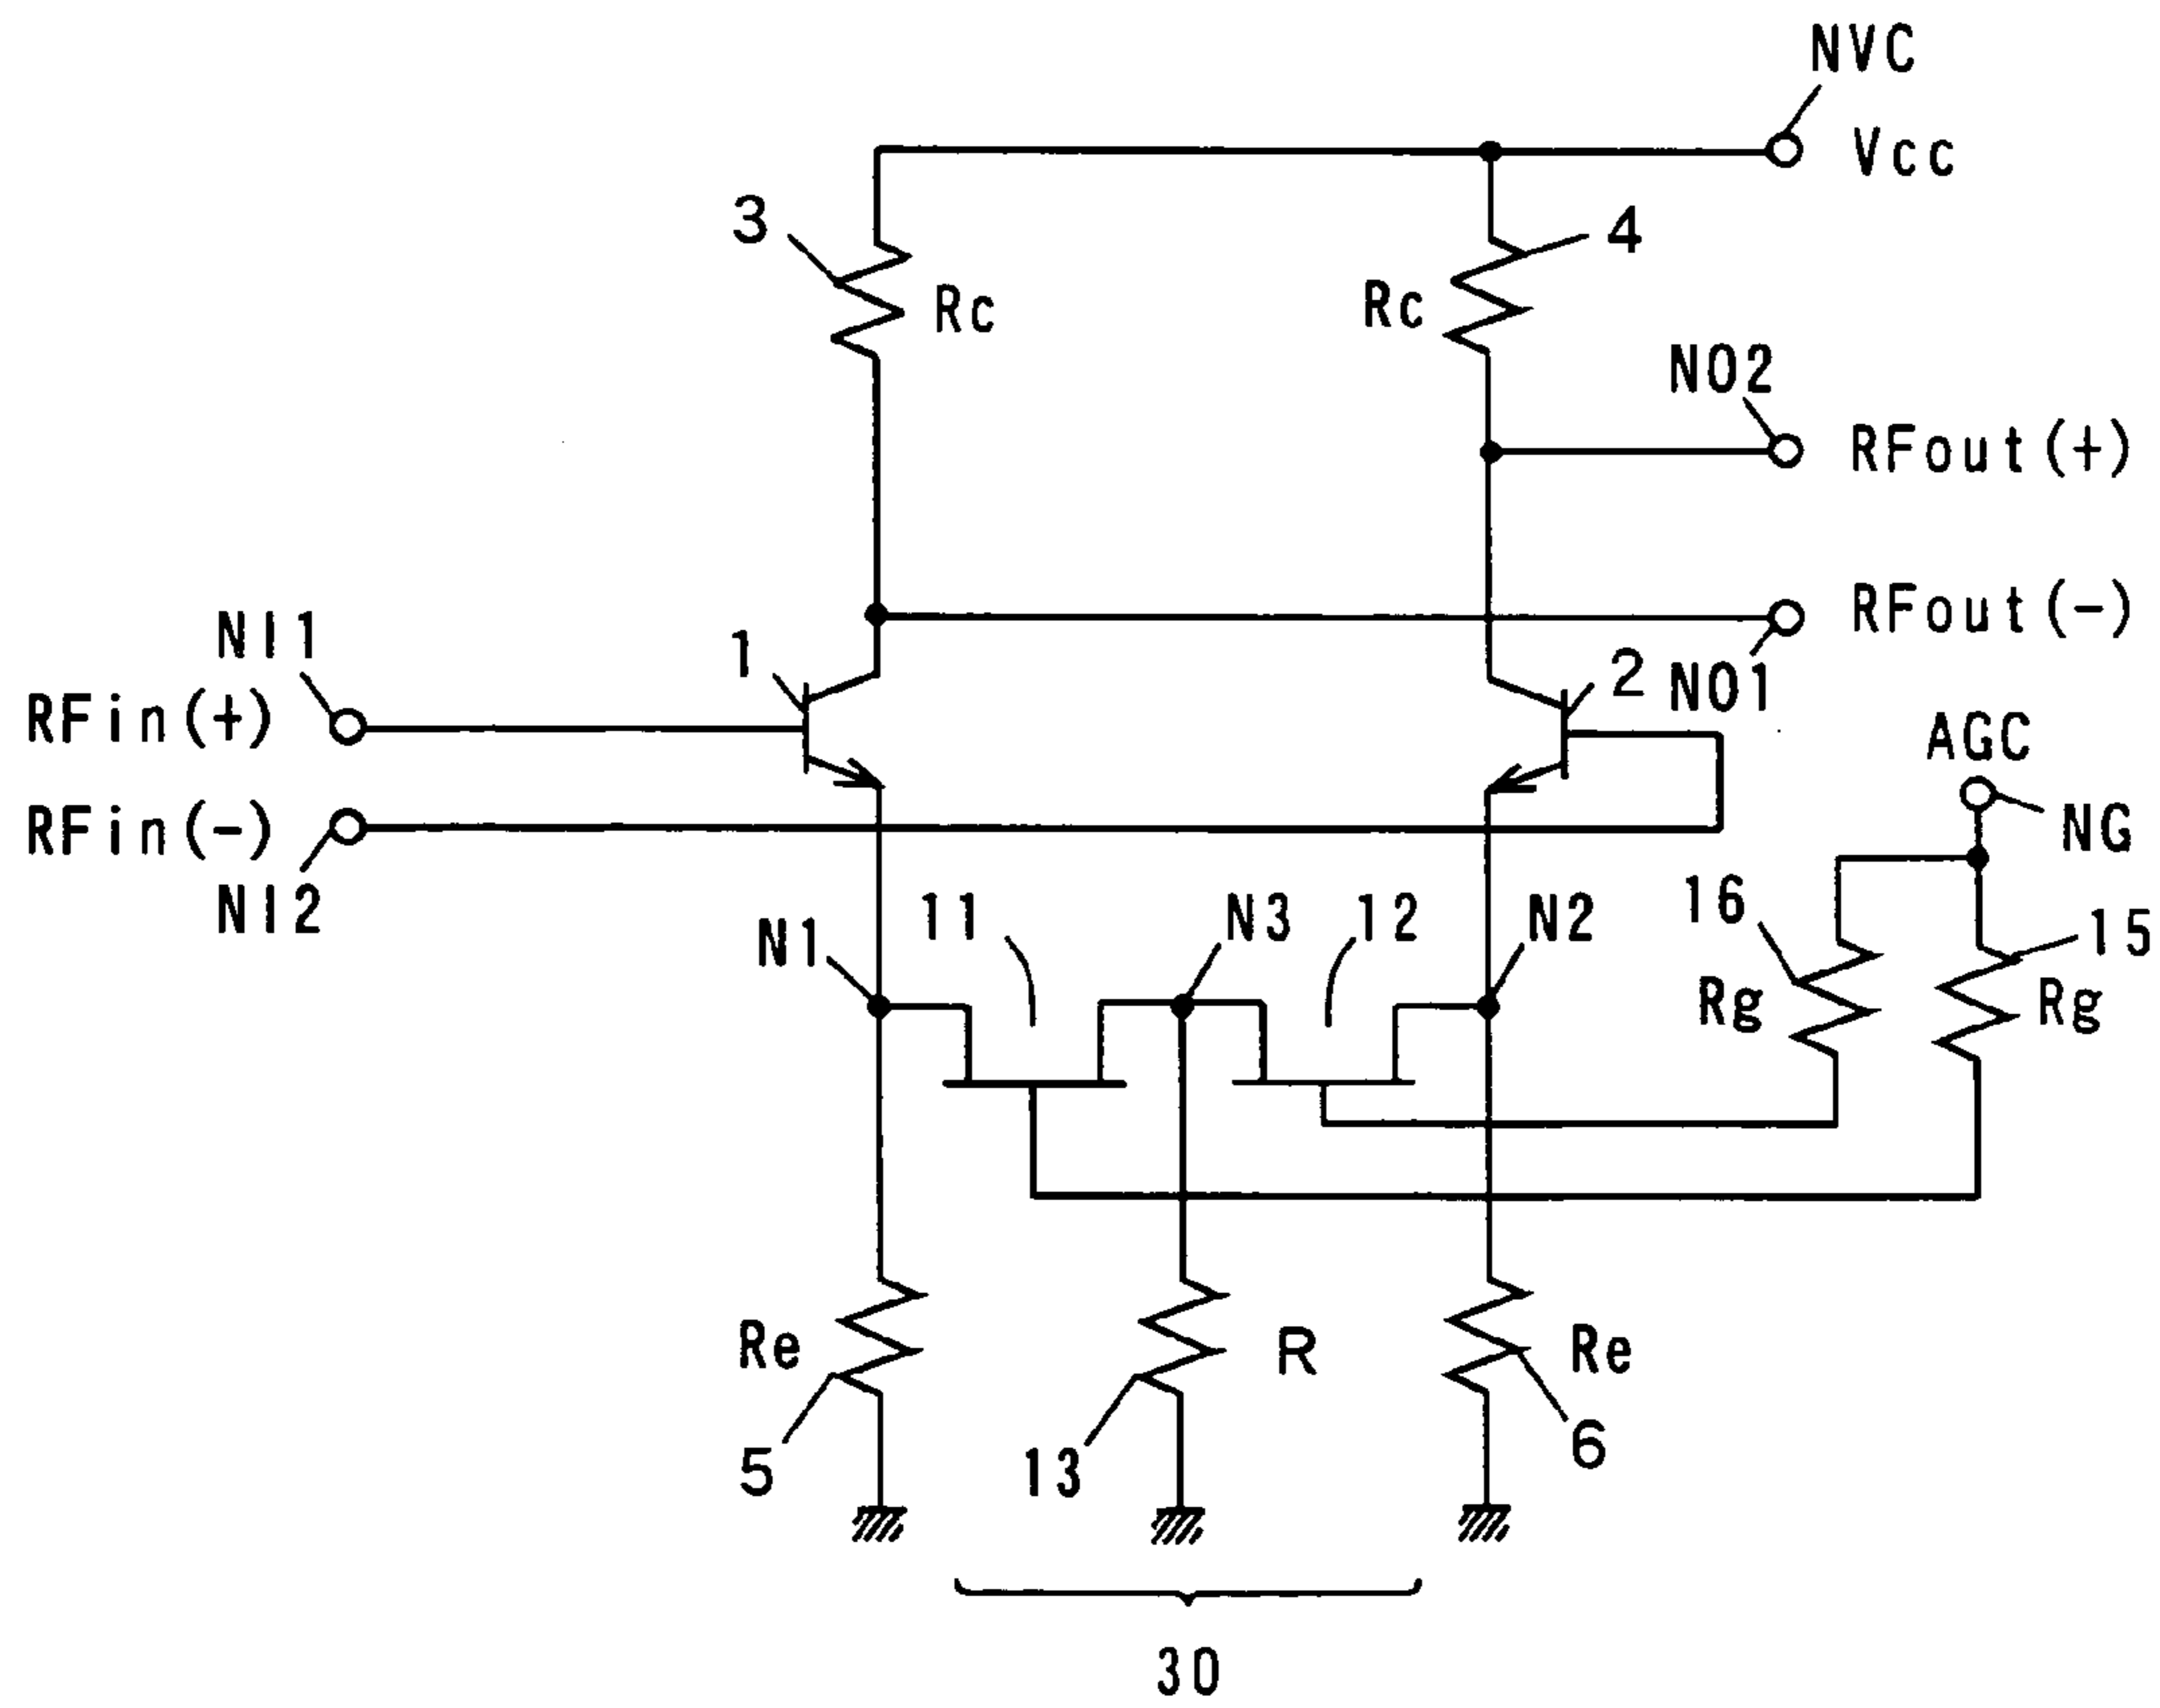 NVC
Vcc
3
4
Rc
Rc
NO2
RFout(+)
NI1
1
RFout(-)
2
NO1
RFin(+)
AGC
RFin(-)
NG
NI2
N1
11
N3
12
N2
16
15
Rg
Rg
Re
R
Re
5
13
6
30